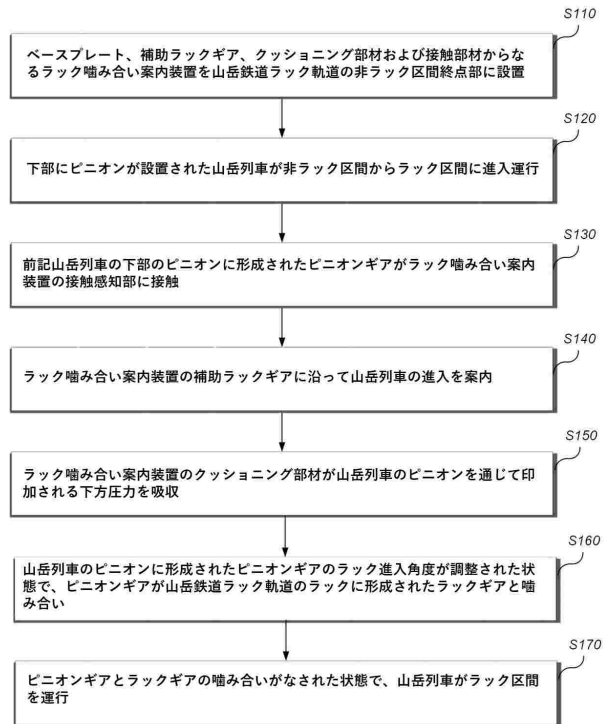 S110
ベースプレート、補助ラックギア、クッショニング部材および接触部材からな
るラック噛み合い案内装置を山岳鉄道ラック軌道の非ラック区間終点部に設置
S120
下部にピニオンが設置された山岳列車が非ラック区間からラック区間に進入運行
S130
前記山岳列車の下部のピニオンに形成されたピニオンギアがラック噛み合い案内
装置の接触感知部に接触
S140
ラック噛み合い案内装置の補助ラックギアに沿って山岳列車の進入を案内
S150
ラック噛み合い案内装置のクッショニング部材が山岳列車のピニオンを通じて印
加される下方圧力を吸収
S160
山岳列車のピニオンに形成されたピニオンギアのラック進入角度が調整された状
態で、ピニオンギアが山岳鉄道ラック軌道のラックに形成されたラックギアと噛
み合い
S170
ピニオンギアとラックギアの噛み合いがなされた状態で、山岳列車がラック区間
を運行